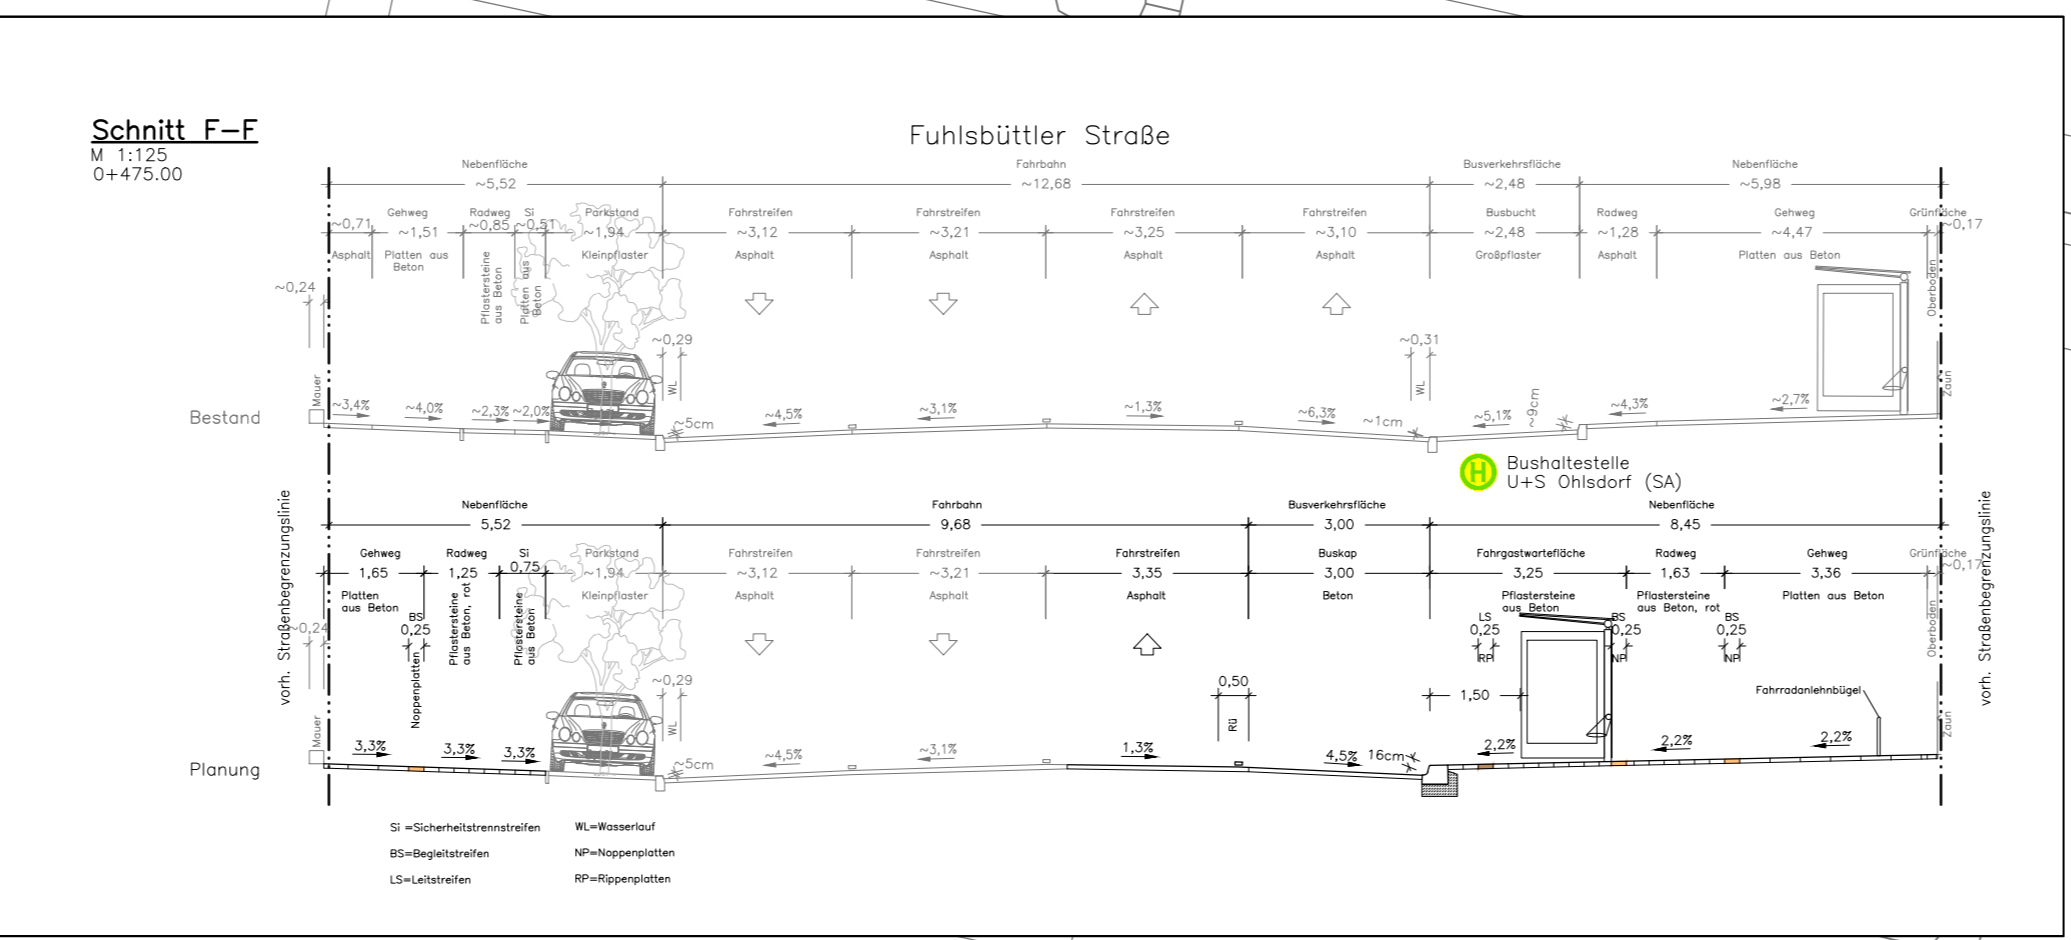 Schnitt F–F
M 1:125
0+475.00
Fuhlsbüttler Straße
Nebenfläche
Fahrbahn
Busverkehrsfläche
Nebenfläche
~5,52
~12,68
~2,48
~5,98
Gehweg
Radweg
Si
Parkstand
Fahrstreifen
Fahrstreifen
Fahrstreifen
Fahrstreifen
Busbucht
Radweg
Gehweg
Grünfläche
~0,71
~1,51
~0,85
~0,51
~1,94
~3,12
~3,21
~3,25
~3,10
~2,48
~1,28
~4,47
~0,17
Asphalt
Platten aus
Beton
Pflastersteine
aus Beton
Platten aus
Beton
Kleinpflaster
Asphalt
Asphalt
Asphalt
Asphalt
Großpflaster
Asphalt
Platten aus Beton
Oberboden
~0,24
~0,29
WL
~0,31
WL
Mauer
Zaun
Bestand
~3,4%
~4,0%
~2,3%
~2,0%
~5cm
~4,5%
~3,1%
~1,3%
~6,3%
~1cm
~5,1%
~9cm
~4,3%
~2,7%
H
Bushaltestelle
U+S Ohlsdorf (SA)
vorh. Straßenbegrenzungslinie
vorh. Straßenbegrenzungslinie
Nebenfläche
Fahrbahn
Busverkehrsfläche
Nebenfläche
5,52
9,68
3,00
8,45
Gehweg
Radweg
Si
Parkstand
Fahrstreifen
Fahrstreifen
Fahrstreifen
Buskap
Fahrgastwartefläche
Radweg
Gehweg
Grünfläche
1,65
1,25
0,75
~1,94
~3,12
~3,21
3,35
3,00
3,25
1,63
3,36
~0,17
Platten
aus Beton
Pflastersteine
aus Beton, rot
Pflastersteine
aus Beton
Kleinpflaster
Asphalt
Asphalt
Asphalt
Beton
Pflastersteine
aus Beton
Pflastersteine
aus Beton, rot
Platten aus Beton
Oberboden
BS
0,25
Noppenplatten
LS
0,25
RP
BS
0,25
NP
BS
0,25
NP
~0,24
~0,29
WL
0,50
Rü
1,50
Fahrradanlehnbügel
Mauer
Zaun
Planung
3,3%
3,3%
3,3%
~5cm
~4,5%
~3,1%
1,3%
4,5%
16cm
2,2%
2,2%
2,2%
Si =Sicherheitstrennstreifen
WL=Wasserlauf
BS=Begleitstreifen
NP=Noppenplatten
LS=Leitstreifen
RP=Rippenplatten